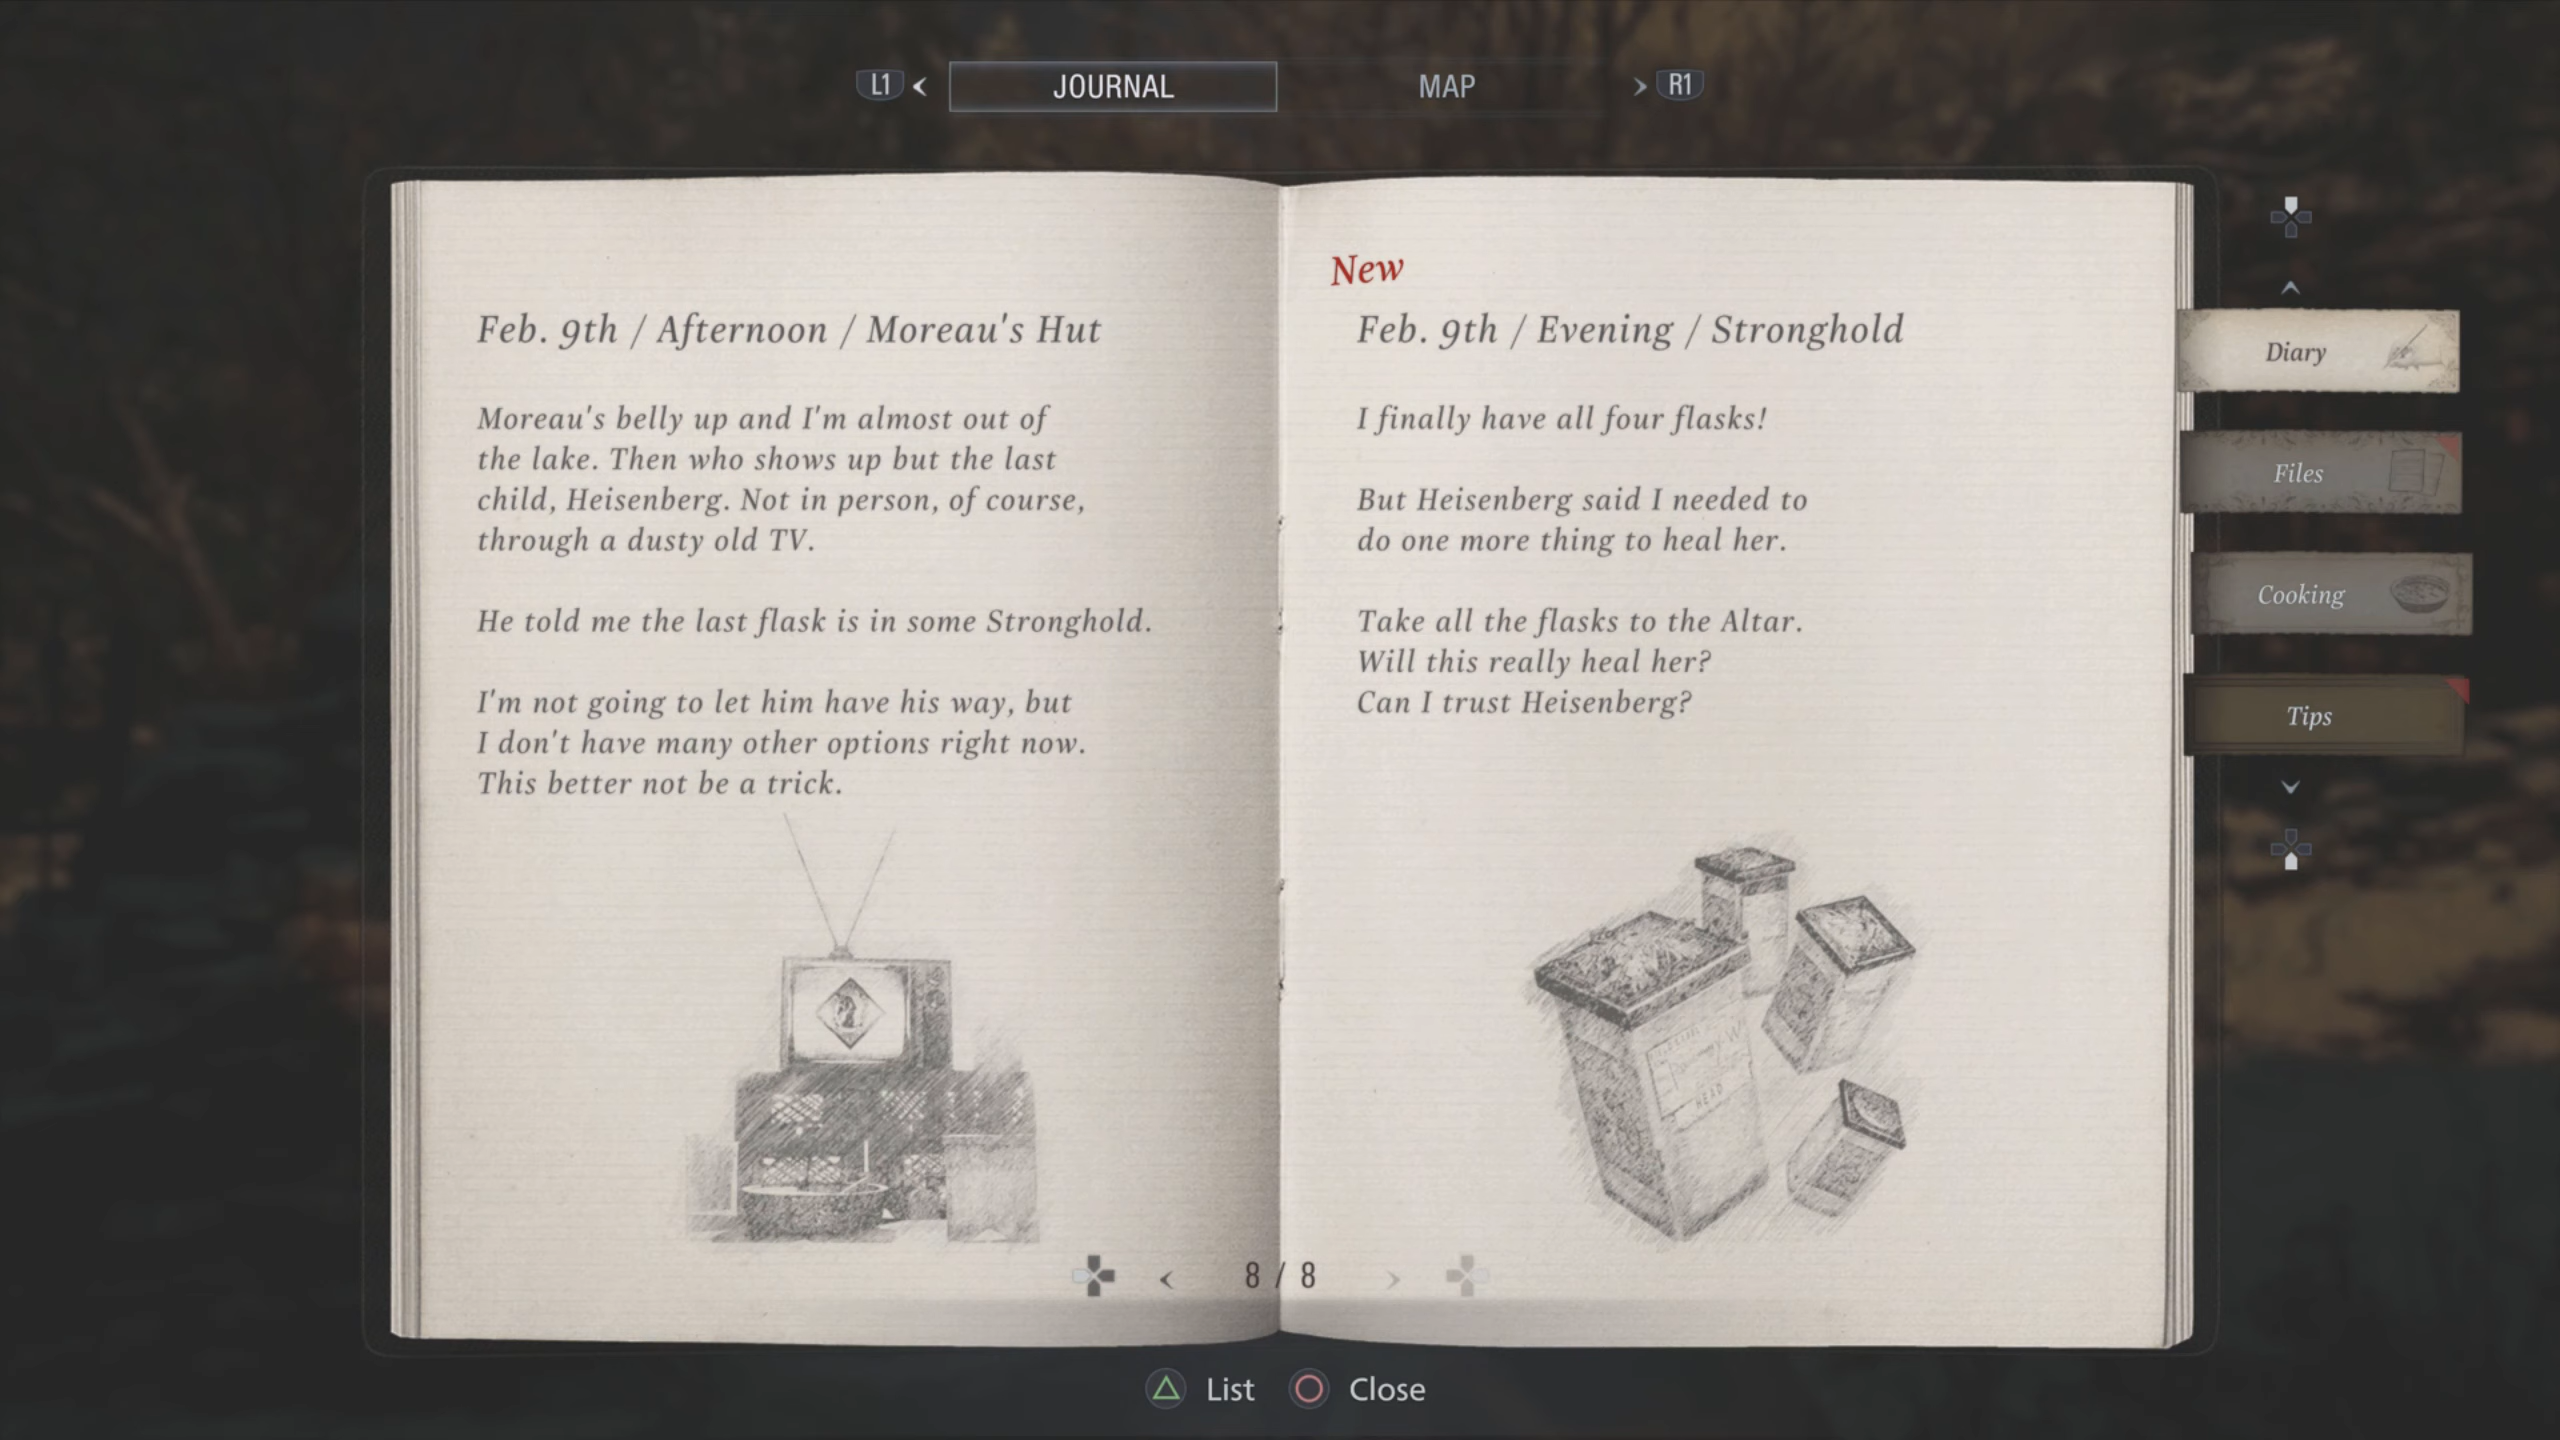 L1
JOURNAL
MAP
R1
Feb. 9th / Afternoon / Moreau's Hut
Moreau's belly up and I'm almost out of
the lake. Then who shows up but the last
child, Heisenberg. Not in person, of course,
through a dusty old TV.
He told me the last flask is in some Stronghold.
I'm not going to let him have his way, but
I don't have many other options right now.
This better not be a trick.
New
Feb. 9th / Evening / Stronghold
I finally have all four flasks!
But Heisenberg said I needed to
do one more thing to heal her.
Take all the flasks to the Altar.
Will this really heal her?
Can I trust Heisenberg?
HEAD
Diary
Files
Cooking
Tips
8 / 8
List
Close